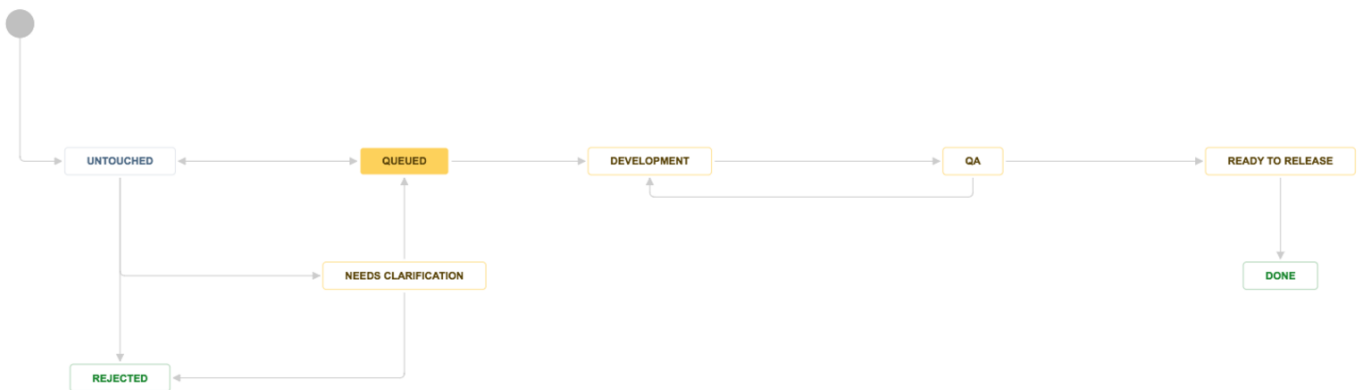 UNTOUCHED
QUEUED
DEVELOPMENT
QA
READY TO RELEASE
NEEDS CLARIFICATION
DONE
REJECTED